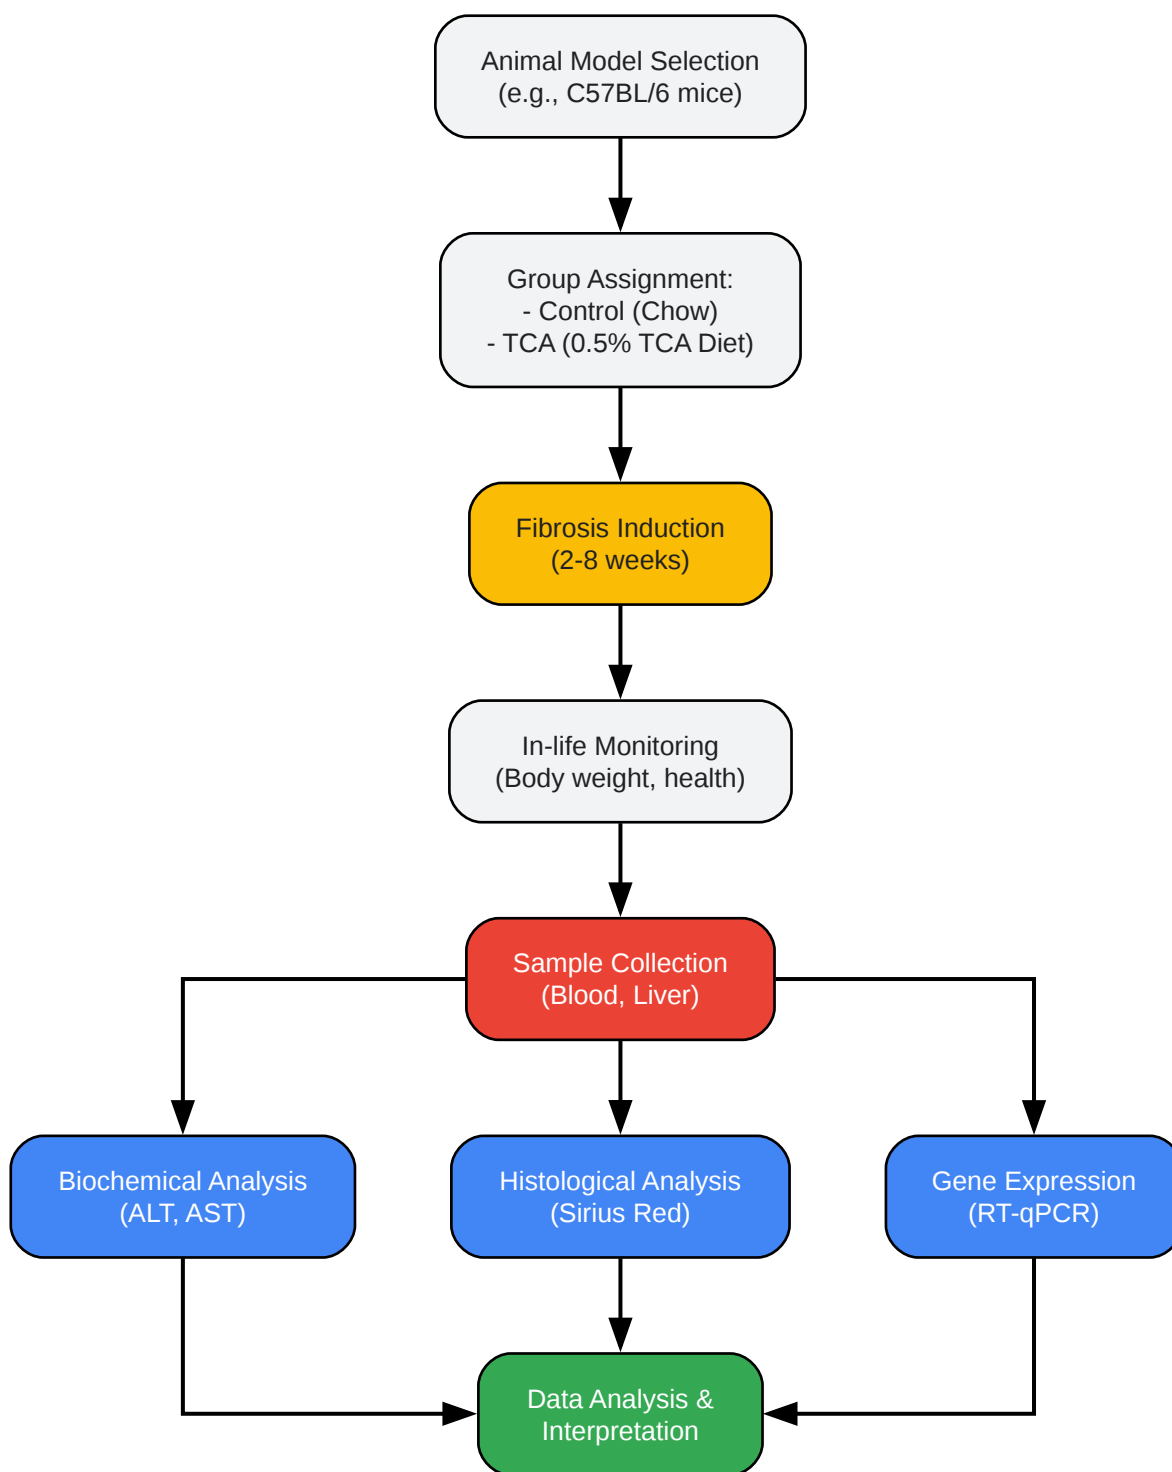 Animal Model Selection
(e.g., C57BL/6 mice)
Group Assignment:
- Control (Chow)
- TCA (0.5% TCA Diet)
Fibrosis Induction
(2-8 weeks)
In-life Monitoring
(Body weight, health)
Sample Collection
(Blood, Liver)
Biochemical Analysis
(ALT, AST)
Histological Analysis
(Sirius Red)
Gene Expression
(RT-qPCR)
Data Analysis &
Interpretation